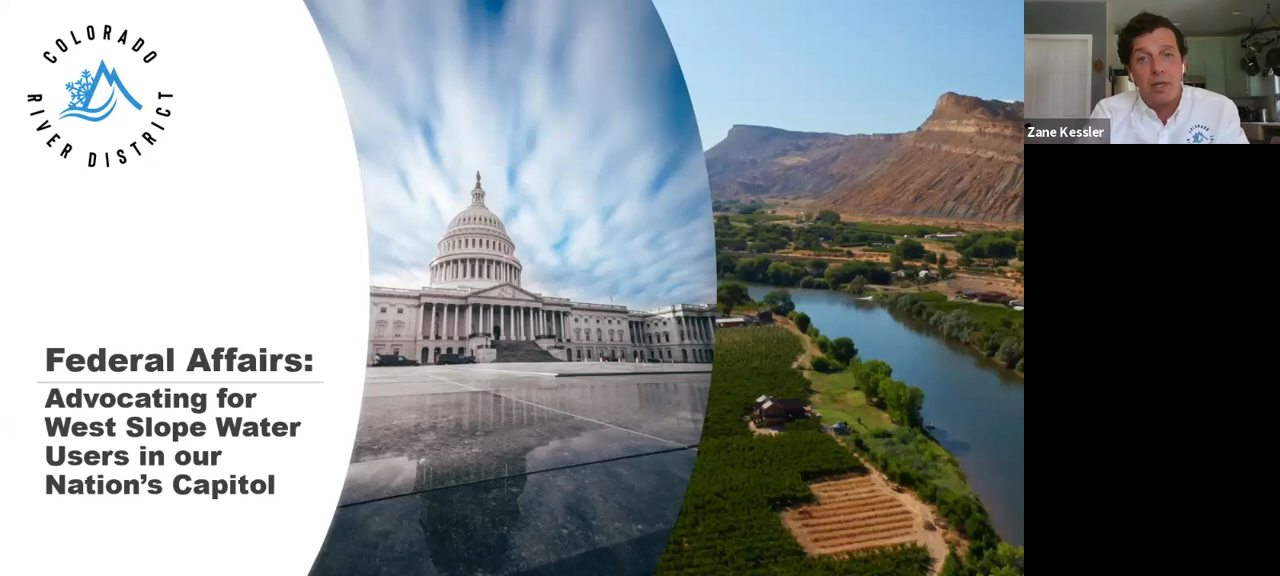 COLORADO
RIVER DISTRICT
Federal Affairs:
Advocating for
West Slope Water
Users in our
Nation's Capitol
Zane Kessler